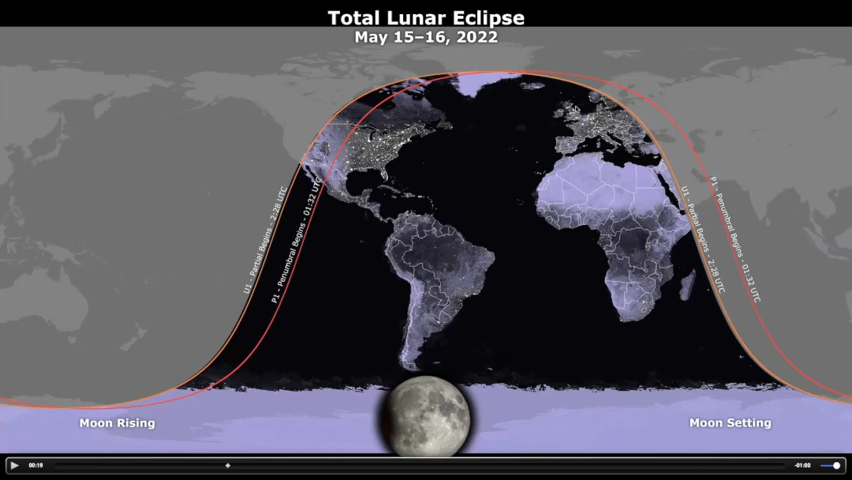 Total Lunar Eclipse
May 15–16, 2022
U1 - Partial Begins - 2:28 UTC
P1 - Penumbral Begins - 01:32 UTC
U1 - Partial Begins - 2:28 UTC
P1 - Penumbral Begins - 01:32 UTC
Moon Rising
Moon Setting
00:19
-01:00